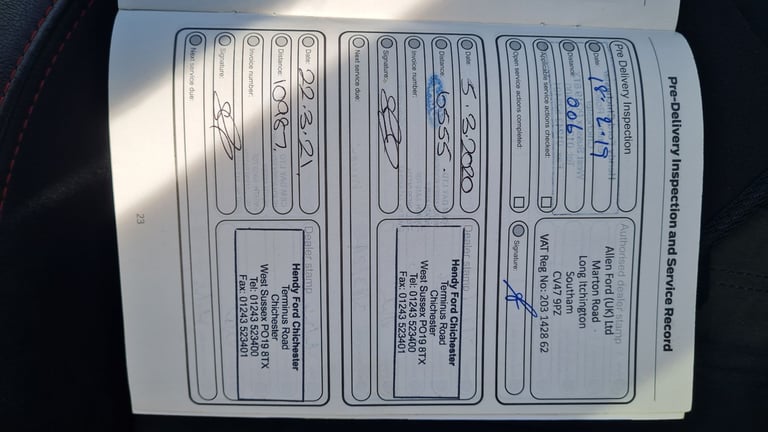 Pre-Delivery Inspection and Service Record
Pre Delivery Inspection
Date: 18·2·19
Distance: 006
Applicable service actions checked:
Open service actions completed:
Authorised dealer stamp
Allen Ford (UK) Ltd
Marton Road
Long Itchington
Southam
CV47 9PZ
VAT Reg No: 203 1428 62
Signature:
Date: 5.3.2020
Distance: 6555.
Invoice number:
Signature:
Next service due:
Dealer stamp
Hendy Ford Chichester
Terminus Road
Chichester
West Sussex PO19 8TX
Tel: 01243 523400
Fax: 01243 523401
Date: 22.3.21.
Distance: 10987.
Invoice number:
Signature:
Next service due:
Dealer stamp
Hendy Ford Chichester
Terminus Road
Chichester
West Sussex PO19 8TX
Tel: 01243 523400
Fax: 01243 523401
23